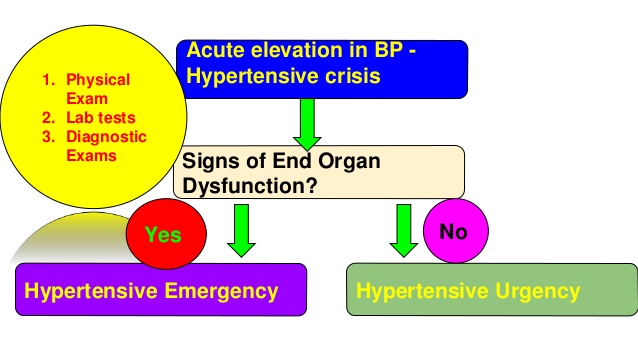 Acute elevation in BP -
Hypertensive crisis
1. Physical
Exam
2. Lab tests
3. Diagnostic
Exams
Signs of End Organ
Dysfunction?
Yes
No
Hypertensive Emergency
Hypertensive Urgency